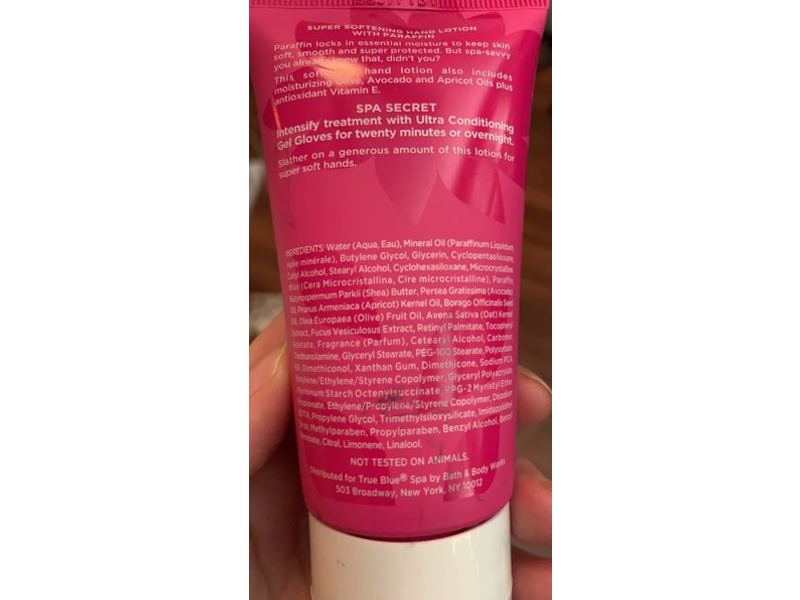 SUPER SOFTENING HAND LOTION
WITH PARAFFIN
Paraffin locks in essential moisture to keep skin
soft, smooth and super protected. But spa-savvy
you already knew that, didn't you?
This hand lotion also includes
moisturizing Olive, Avocado and Apricot Oils plus
antioxidant Vitamin E.
SPA SECRET
Intensify treatment with Ultra Conditioning
Gel Gloves for twenty minutes or overnight.
Slather on a generous amount of this lotion for
super soft hands.
INGREDIENTS: Water (Aqua, Eau), Mineral Oil (Paraffinum Liquidum,
Huile minérale), Butylene Glycol, Glycerin, Cyclopentasiloxane,
Cetyl Alcohol, Stearyl Alcohol, Cyclohexasiloxane, Microcrystalline
Wax (Cera Microcristallina, Cire microcristalline), Paraffin,
Butyrospermum Parkii (Shea) Butter, Persea Gratissima (Avocado)
Oil, Prunus Armeniaca (Apricot) Kernel Oil, Borago Officinalis Seed
Oil, Olea Europaea (Olive) Fruit Oil, Avena Sativa (Oat) Kernel
Extract, Fucus Vesiculosus Extract, Retinyl Palmitate, Tocopheryl
Acetate, Fragrance (Parfum), Cetearyl Alcohol, Carbomer,
Triethanolamine, Glyceryl Stearate, PEG-100 Stearate, Polysorbate
Dimethiconol, Xanthan Gum, Dimethicone, Sodium PCA,
Butylene/Ethylene/Styrene Copolymer, Glyceryl Polyacrylate,
Aluminum Starch Octenylsuccinate, PPG-2 Myristyl Ether
Propionate, Ethylene/Propylene/Styrene Copolymer, Disodium
EDTA, Propylene Glycol, Trimethylsiloxysilicate, Imidazolidinyl
Urea, Methylparaben, Propylparaben, Benzyl Alcohol, Benzyl
Benzoate, Citral, Limonene, Linalool.
NOT TESTED ON ANIMALS.
Distributed for True Blue® Spa by Bath & Body Works
503 Broadway, New York, NY 10012